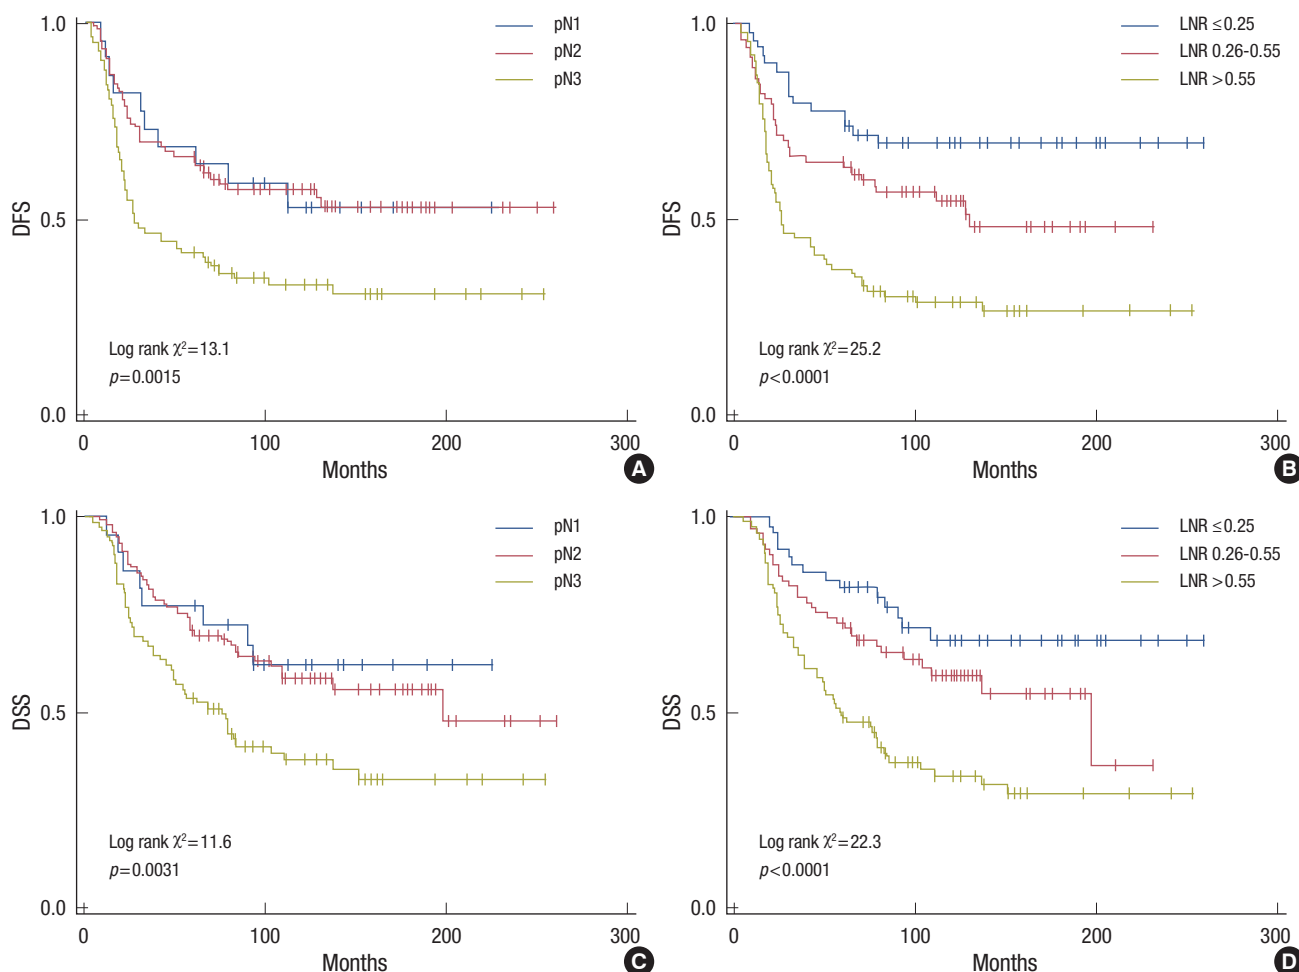 1.0
pN1
pN2
pN3
DFS
0.5
Log rank χ²=13.1
p=0.0015
0.0
0 100 200 300
Months
A
1.0
LNR ≤0.25
LNR 0.26-0.55
LNR >0.55
DFS
0.5
Log rank χ²=25.2
p<0.0001
0.0
0 100 200 300
Months
B
1.0
pN1
pN2
pN3
DSS
0.5
Log rank χ²=11.6
p=0.0031
0.0
0 100 200 300
Months
C
1.0
LNR ≤0.25
LNR 0.26-0.55
LNR >0.55
DSS
0.5
Log rank χ²=22.3
p<0.0001
0.0
0 100 200 300
Months
D